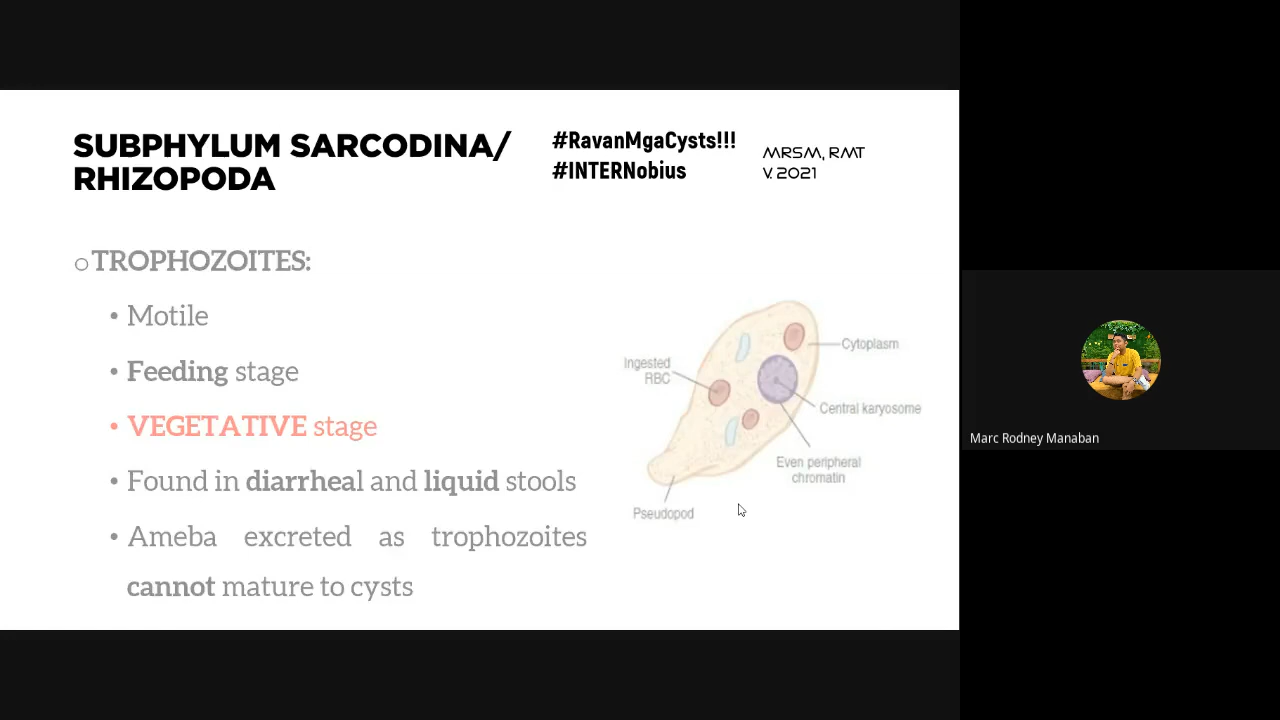 SUBPHYLUM SARCODINA/
RHIZOPODA
#RavanMgaCysts!!!
#INTERNobius
MRSM, RMT
V. 2021
○TROPHOZOITES:
• Motile
• Feeding stage
• VEGETATIVE stage
• Found in diarrheal and liquid stools
• Ameba excreted as trophozoites
cannot mature to cysts
Ingested
RBC
Cytoplasm
Central karyosome
Even peripheral
chromatin
Pseudopod
Marc Rodney Manaban